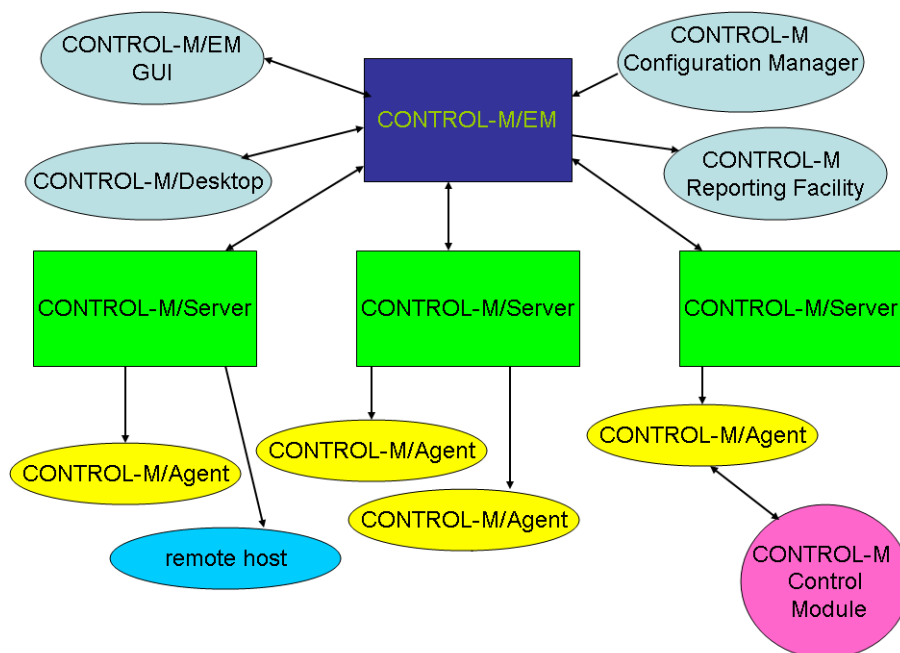 CONTROL-M/EM
GUI
CONTROL-M
Configuration Manager
CONTROL-M/EM
CONTROL-M/Desktop
CONTROL-M
Reporting Facility
CONTROL-M/Server
CONTROL-M/Server
CONTROL-M/Server
CONTROL-M/Agent
CONTROL-M/Agent
CONTROL-M/Agent
CONTROL-M/Agent
remote host
CONTROL-M
Control
Module